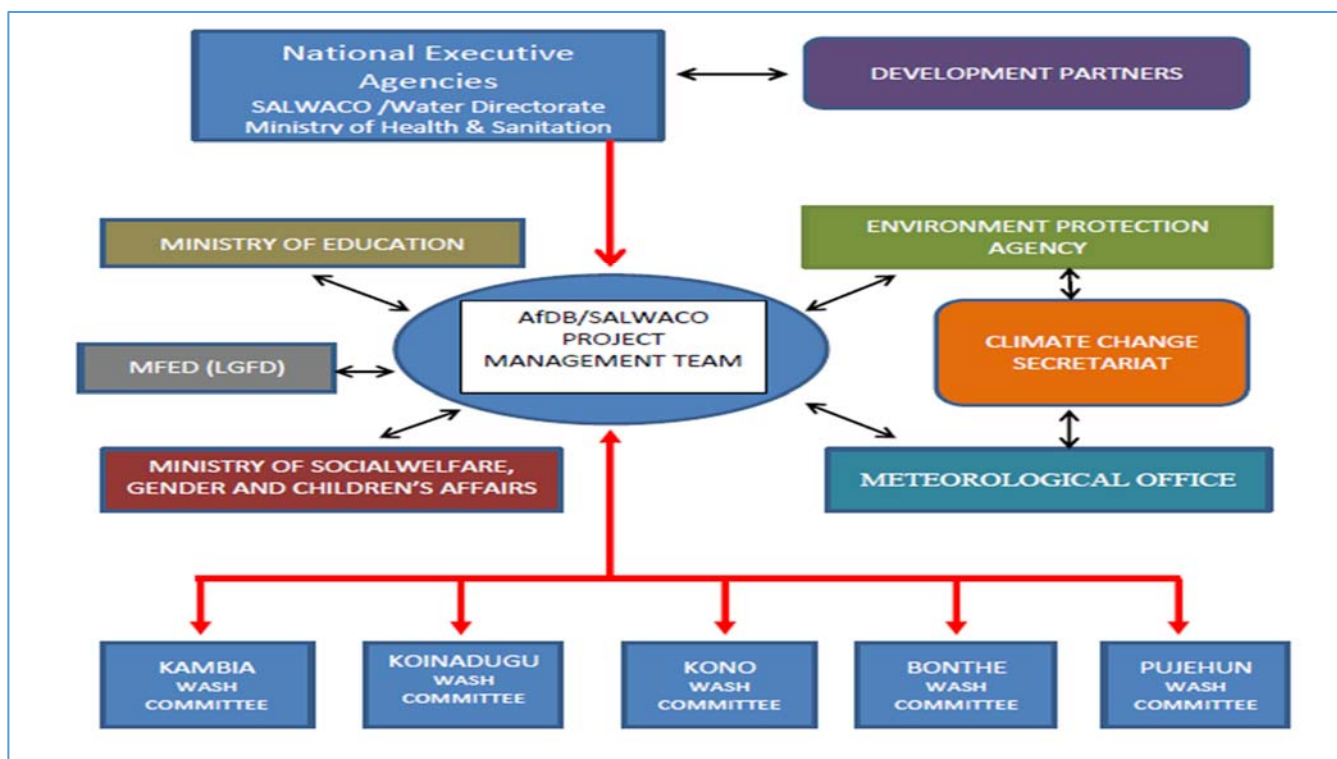 National Executive
Agencies
SALWACO /Water Directorate
Ministry of Health & Sanitation
DEVELOPMENT PARTNERS
MINISTRY OF EDUCATION
ENVIRONMENT PROTECTION
AGENCY
AfDB/SALWACO
PROJECT
MANAGEMENT TEAM
MFED (LGFD)
CLIMATE CHANGE
SECRETARIAT
MINISTRY OF SOCIALWELFARE,
GENDER AND CHILDREN'S AFFAIRS
METEOROLOGICAL OFFICE
KAMBIA
WASH
COMMITTEE
KOINADUGU
WASH
COMMITTEE
KONO
WASH
COMMITTEE
BONTHE
WASH
COMMITTEE
PUJEHUN
WASH
COMMITTEE